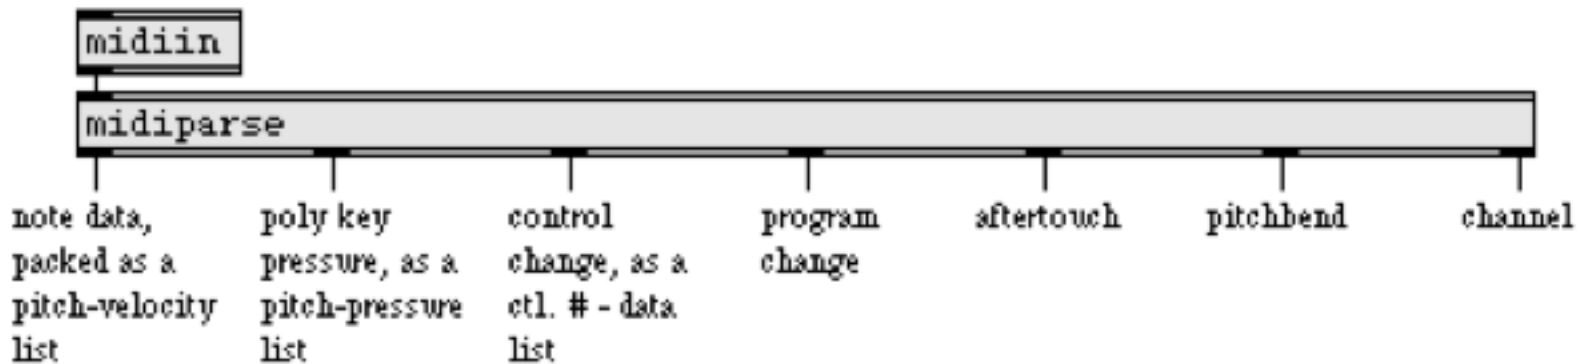 midiin
midiparse
note data,
packed as a
pitch-velocity
list
poly key
pressure, as a
pitch-pressure
list
control
change, as a
ctl. # - data
list
program
change
aftertouch
pitchbend
channel